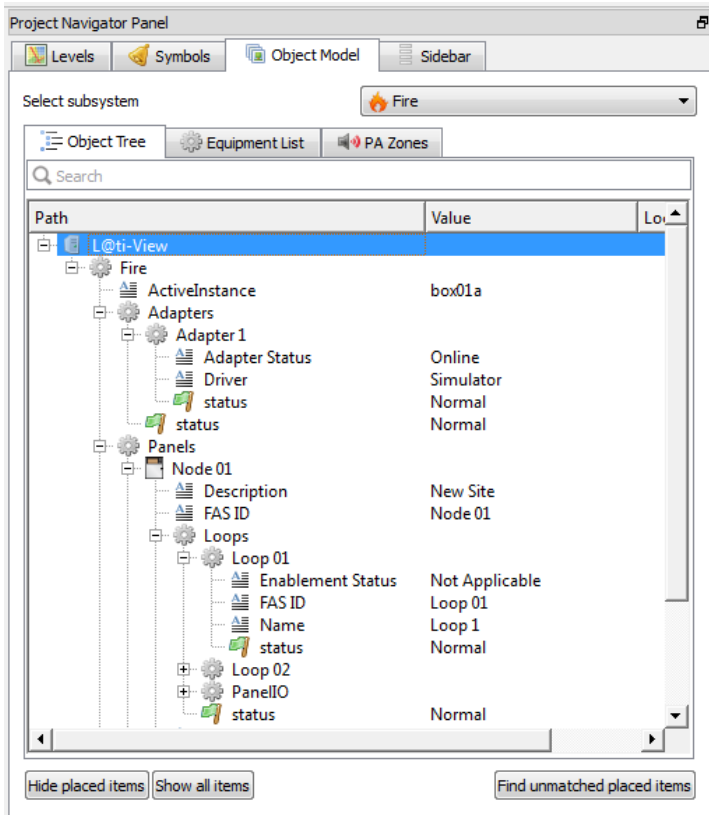 Project Navigator Panel
Levels Symbols Object Model Sidebar
Select subsystem Fire
Object Tree Equipment List PA Zones
Search
Path Value
L@ti-View
Fire
ActiveInstance box01a
Adapters
Adapter 1
Adapter Status Online
Driver Simulator
status Normal
status Normal
Panels
Node 01
Description New Site
FAS ID Node 01
Loops
Loop 01
Enablement Status Not Applicable
FAS ID Loop 01
Name Loop 1
status Normal
Loop 02
PanelIO
status Normal
Hide placed items Show all items Find unmatched placed items